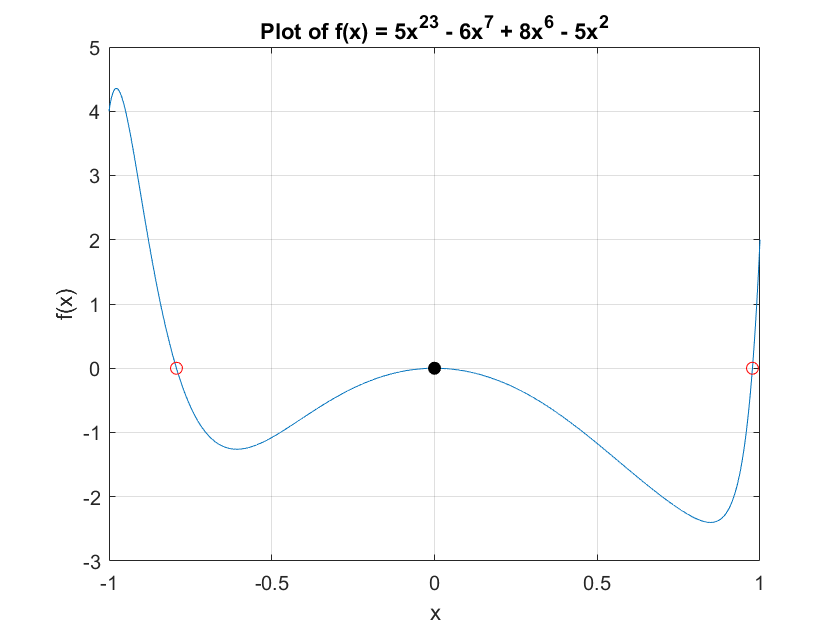 Plot of f(x) = 5x²³ - 6x⁷ + 8x⁶ - 5x²
5
4
3
2
1
0
-1
-2
-3
f(x)
-1 -0.5 0 0.5 1
x